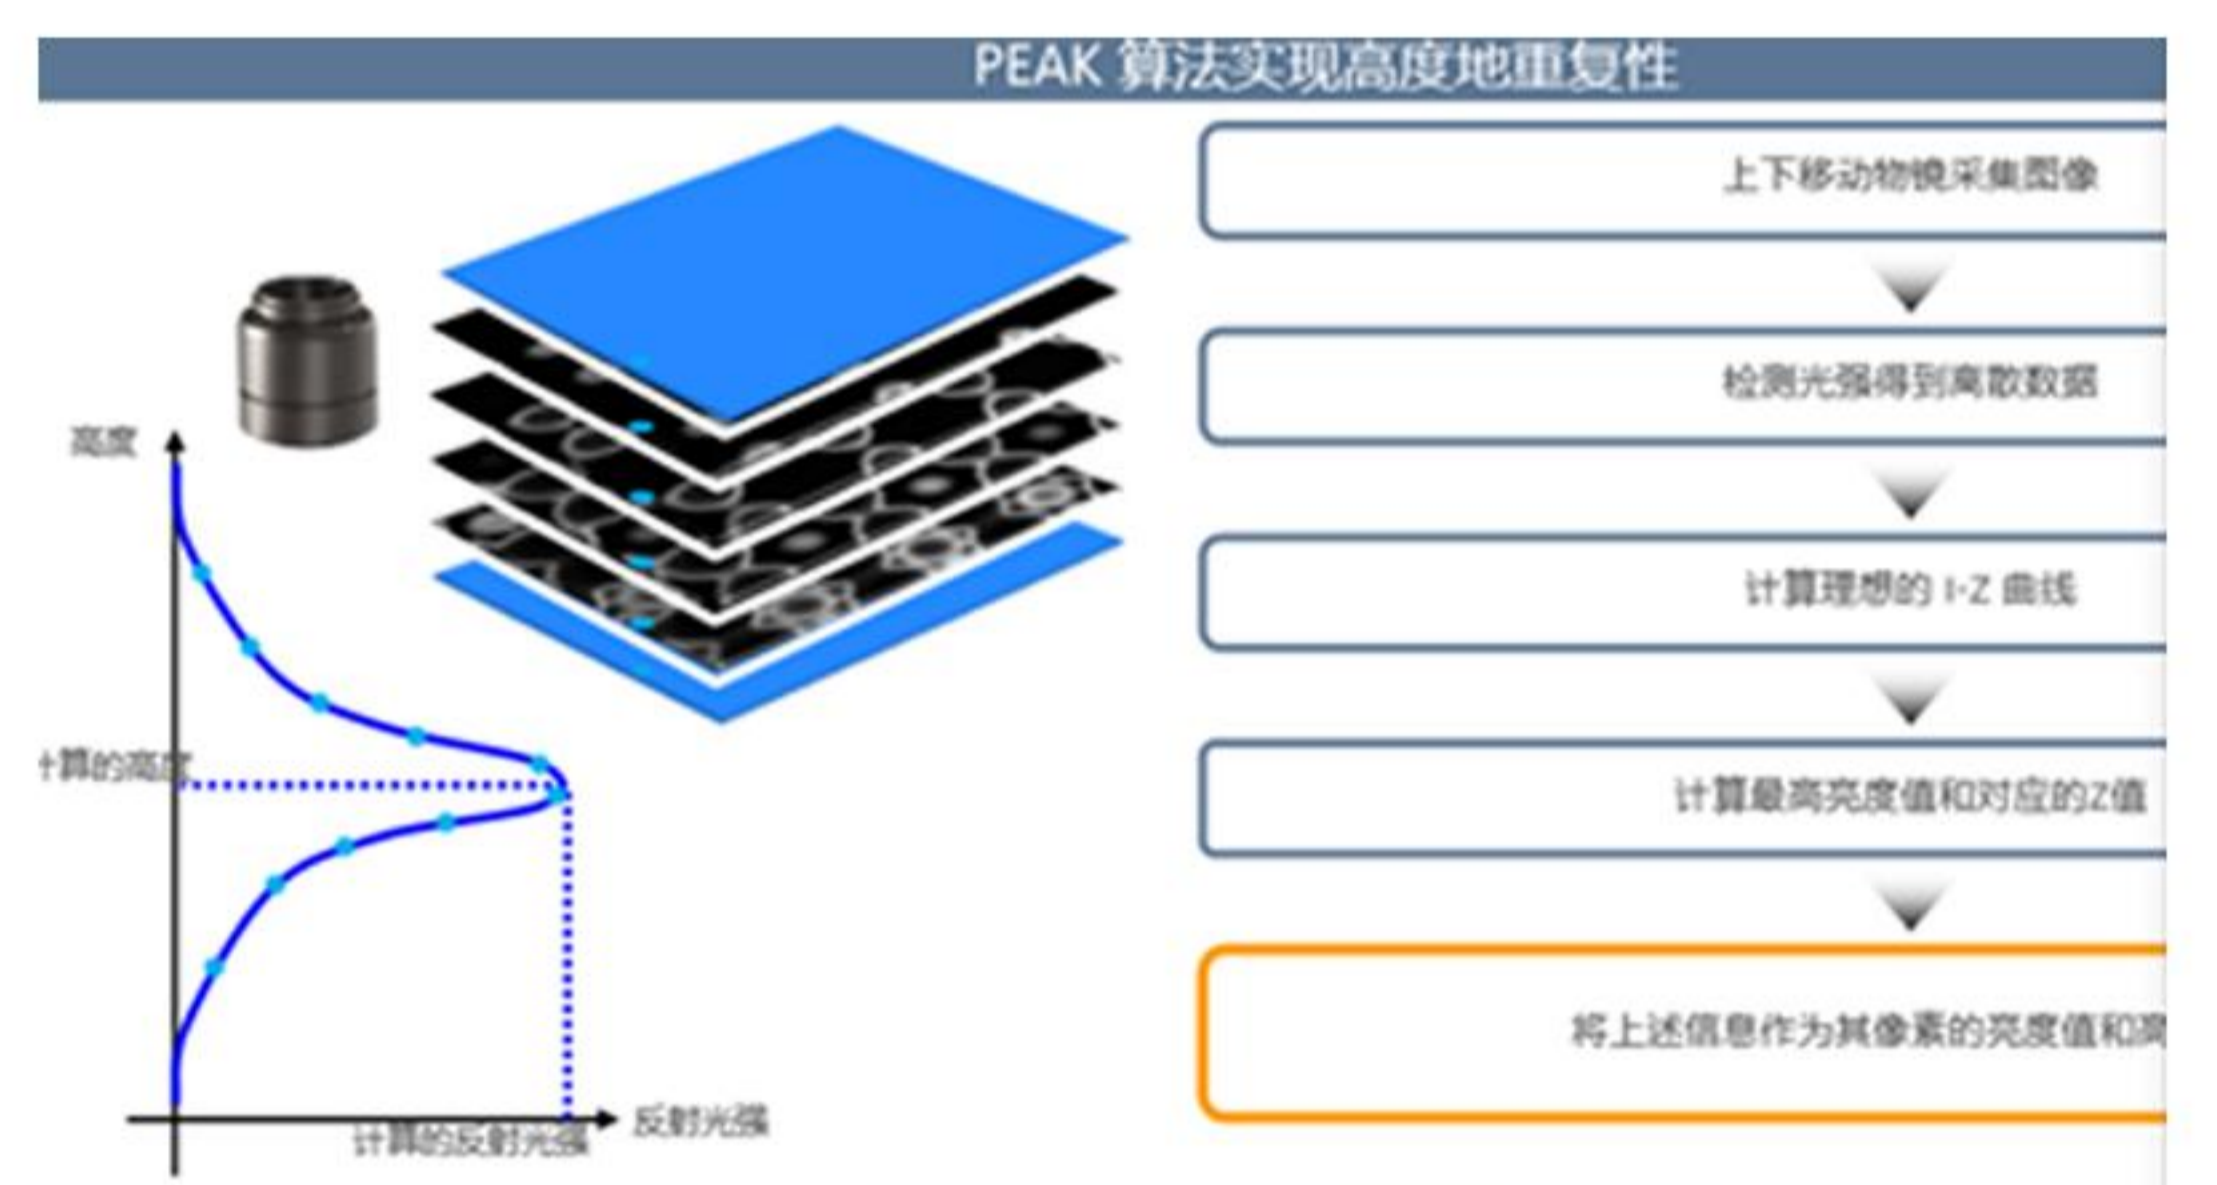 PEAK 算法实现高度地重复性
上下移动物镜采集图像
检测光强得到离散数据
高度
计算理想的 I-Z 曲线
计算的高度
计算最高亮度值和对应的Z值
将上述信息作为其像素的亮度值和高
反射光强
计算的反射光强